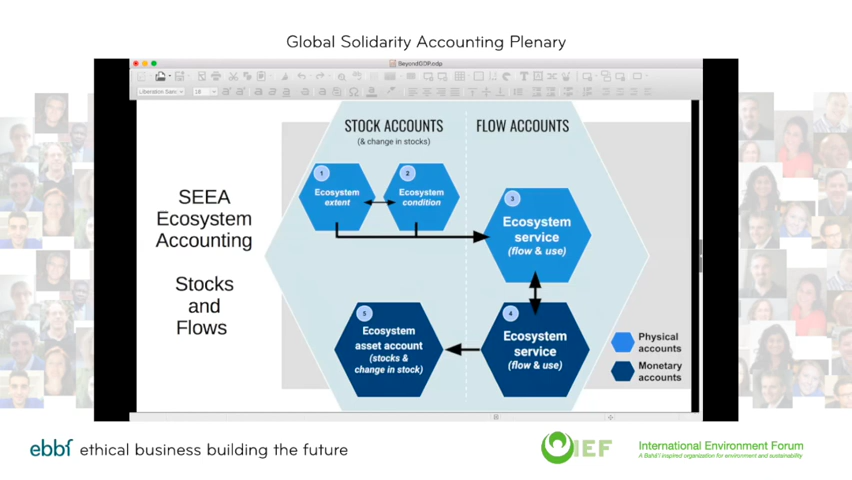 Global Solidarity Accounting Plenary
BeyondGDP.odp
Liberation Sans
18
SEEA
Ecosystem
Accounting
Stocks
and
Flows
STOCK ACCOUNTS
(& change in stocks)
FLOW ACCOUNTS
1
Ecosystem
extent
2
Ecosystem
condition
3
Ecosystem
service
(flow & use)
5
Ecosystem
asset account
(stocks &
change in stock)
4
Ecosystem
service
(flow & use)
Physical
accounts
Monetary
accounts
ebbf ethical business building the future
IEF
International Environment Forum
A Bahá'í inspired organization for environment and sustainability